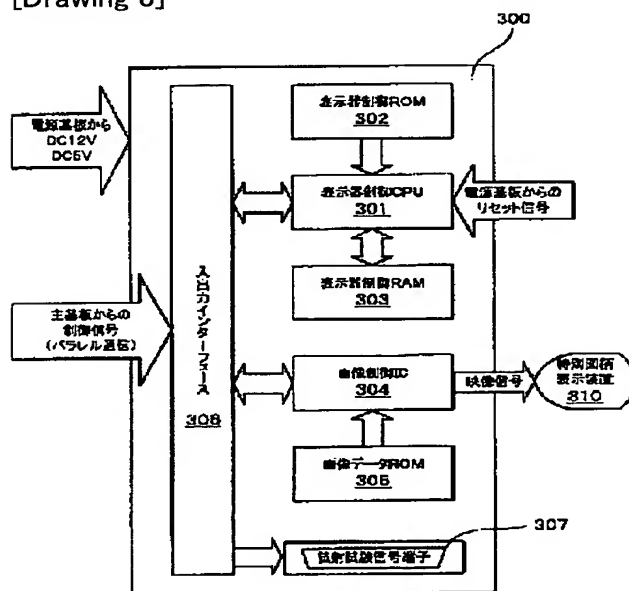 300
表示器制御ROM
302
電源基板から
DC12V
DC5V
表示器制御CPU
301
電源基板からの
リセット信号
表示器制御RAM
303
入出力インターフェース
308
主基板からの
制御信号
(パラレル通信)
画像制御IC
304
映像信号
特別図柄
表示装置
310
画像データROM
305
307
試射試験信号端子